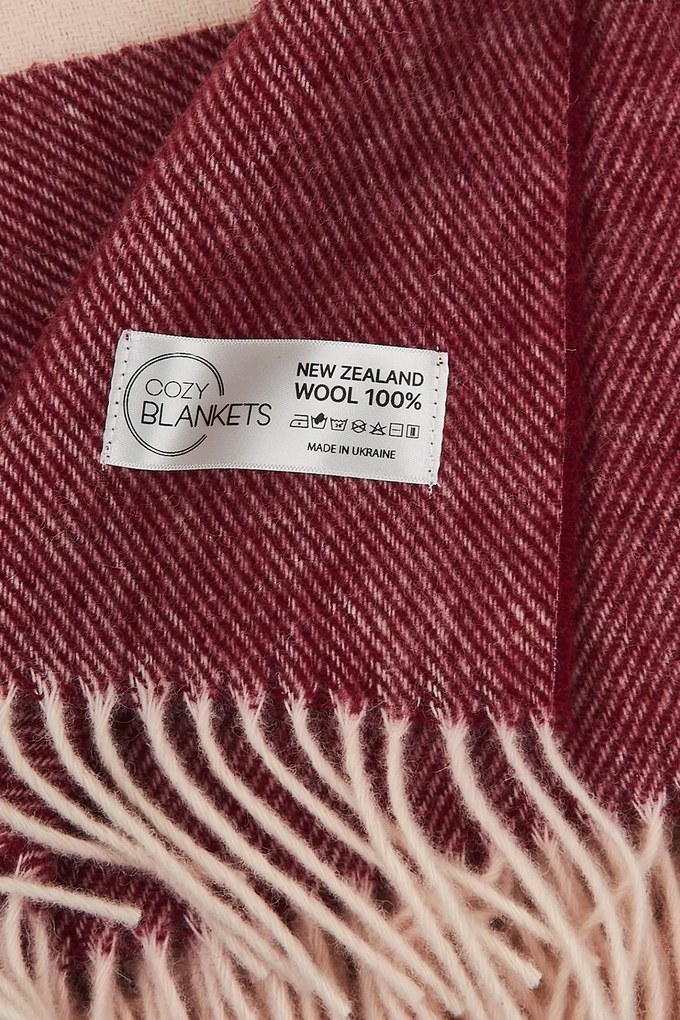 COZY
BLANKETS
NEW ZEALAND
WOOL 100%
MADE IN UKRAINE